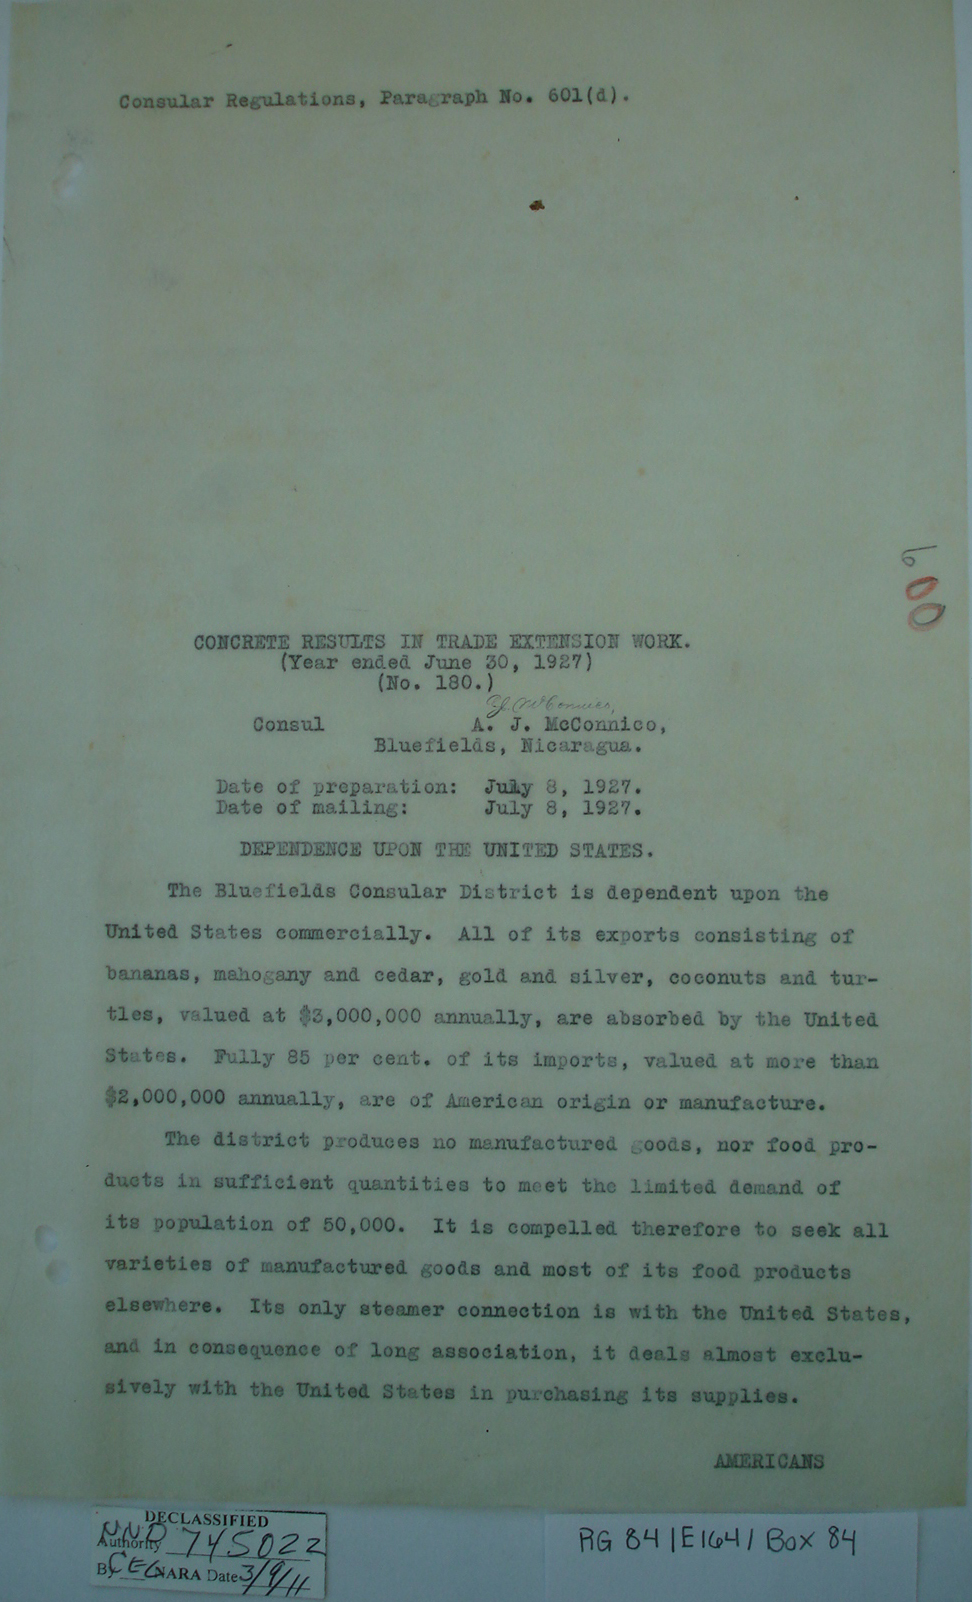 Consular Regulations, Paragraph No. 601(d).
CONCRETE RESULTS IN TRADE EXTENSION WORK.
(Year ended June 30, 1927)
(No. 180.)
Consul A. J. McConnico,
Bluefields, Nicaragua.
Date of preparation: July 8, 1927.
Date of mailing: July 8, 1927.
DEPENDENCE UPON THE UNITED STATES.
The Bluefields Consular District is dependent upon the
United States commercially. All of its exports consisting of
bananas, mahogany and cedar, gold and silver, coconuts and tur-
tles, valued at $3,000,000 annually, are absorbed by the United
States. Fully 85 per cent. of its imports, valued at more than
$2,000,000 annually, are of American origin or manufacture.
The district produces no manufactured goods, nor food pro-
ducts in sufficient quantities to meet the limited demand of
its population of 50,000. It is compelled therefore to seek all
varieties of manufactured goods and most of its food products
elsewhere. Its only steamer connection is with the United States,
and in consequence of long association, it deals almost exclu-
sively with the United States in purchasing its supplies.
AMERICANS
DECLASSIFIED
Authority NND 745022
By CEG NARA Date 3/9/11
RG 84 | E164 | Box 84